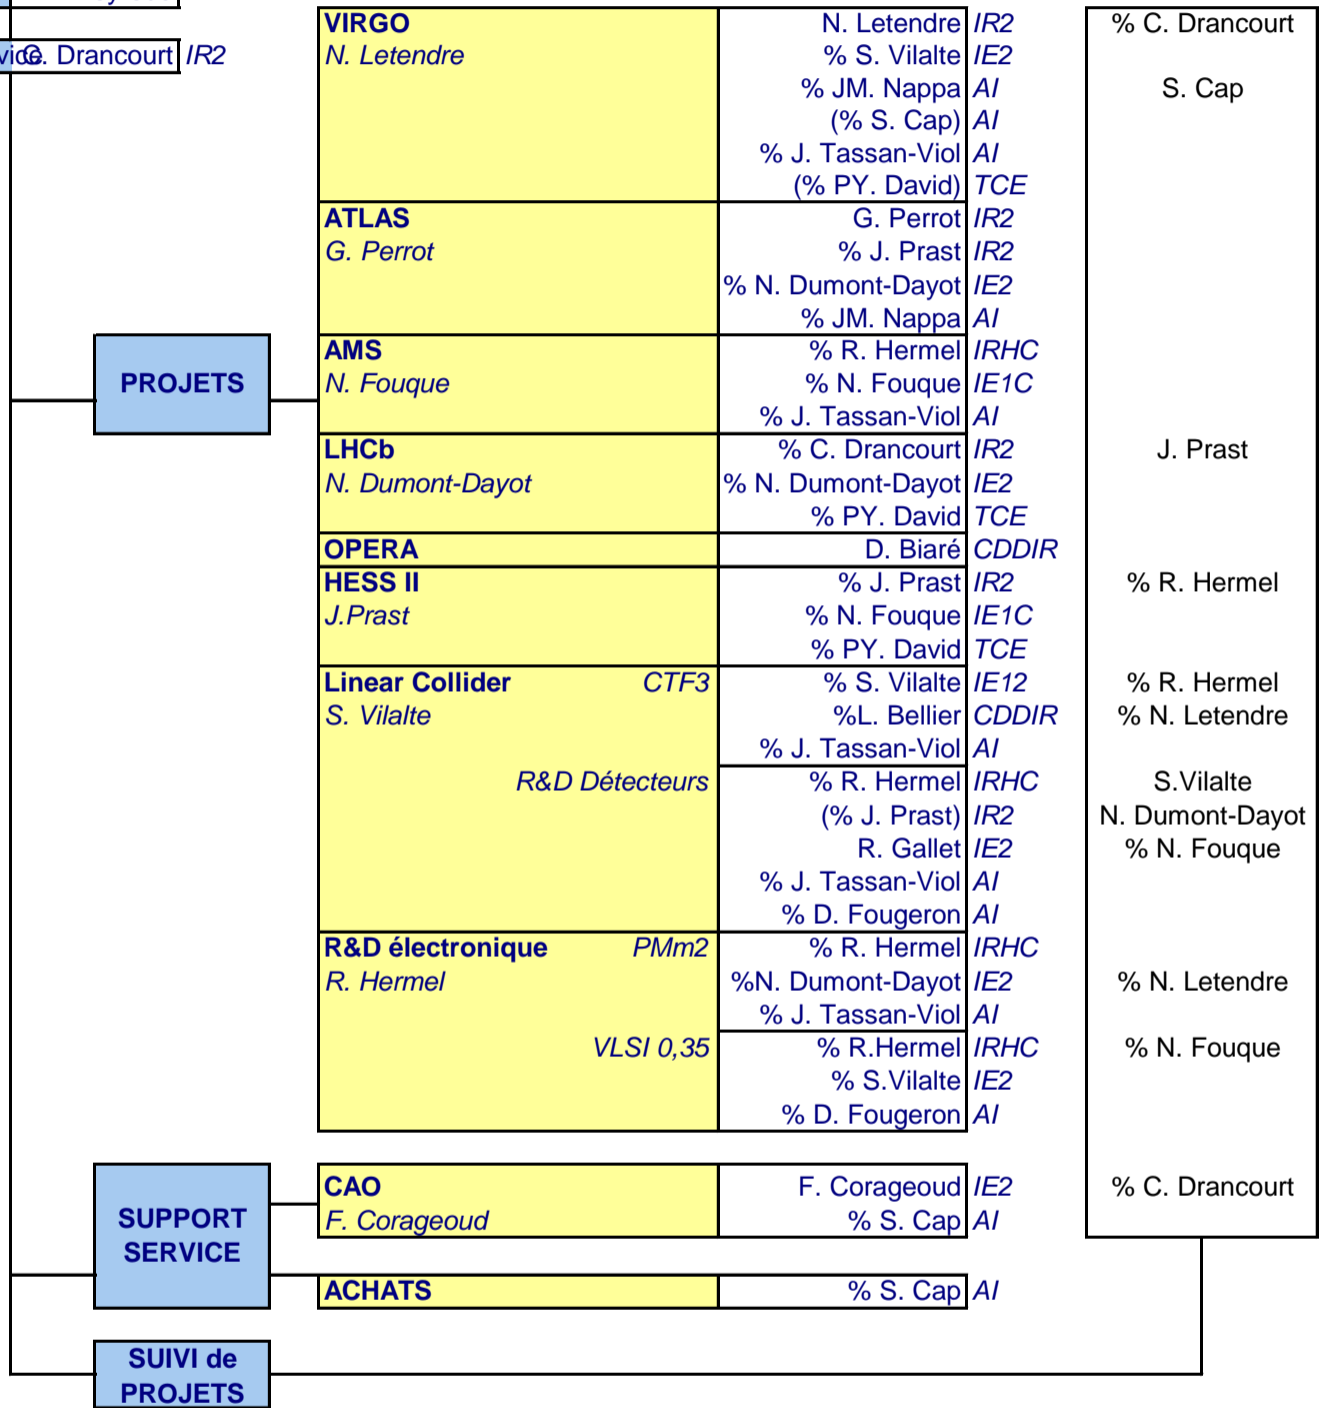 vice C. Drancourt IR2
VIRGO N. Letendre IR2 % C. Drancourt
N. Letendre % S. Vilalte IE2
% JM. Nappa AI S. Cap
(% S. Cap) AI
% J. Tassan-Viol AI
(% PY. David) TCE
ATLAS G. Perrot IR2
G. Perrot % J. Prast IR2
% N. Dumont-Dayot IE2
% JM. Nappa AI
PROJETS
AMS % R. Hermel IRHC
N. Fouque % N. Fouque IE1C
% J. Tassan-Viol AI
LHCb % C. Drancourt IR2 J. Prast
N. Dumont-Dayot % N. Dumont-Dayot IE2
% PY. David TCE
OPERA D. Biaré CDDIR
HESS II % J. Prast IR2 % R. Hermel
J.Prast % N. Fouque IE1C
% PY. David TCE
Linear Collider CTF3 % S. Vilalte IE12 % R. Hermel
S. Vilalte %L. Bellier CDDIR % N. Letendre
% J. Tassan-Viol AI
R&D Détecteurs % R. Hermel IRHC S.Vilalte
(% J. Prast) IR2 N. Dumont-Dayot
R. Gallet IE2 % N. Fouque
% J. Tassan-Viol AI
% D. Fougeron AI
R&D électronique PMm2 % R. Hermel IRHC
R. Hermel %N. Dumont-Dayot IE2 % N. Letendre
% J. Tassan-Viol AI
VLSI 0,35 % R.Hermel IRHC % N. Fouque
% S.Vilalte IE2
% D. Fougeron AI
SUPPORT
SERVICE
CAO F. Corageoud IE2 % C. Drancourt
F. Corageoud % S. Cap AI
ACHATS % S. Cap AI
SUIVI de
PROJETS